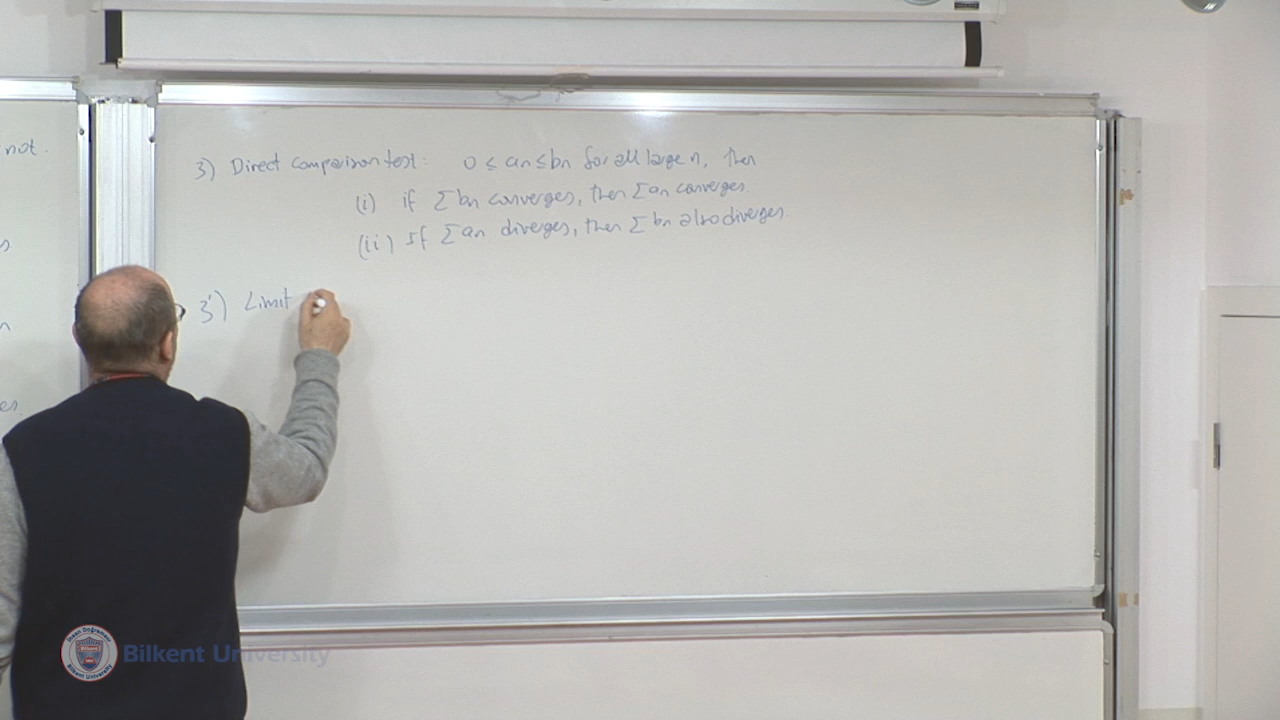 not.
3) Direct comparison test: 0 ≤ an ≤ bn for all large n, then
(i) if ∑ bn converges, then ∑ an converges
(ii) If ∑ an diverges, then ∑ bn also diverges.
3') Limit
Bilkent University